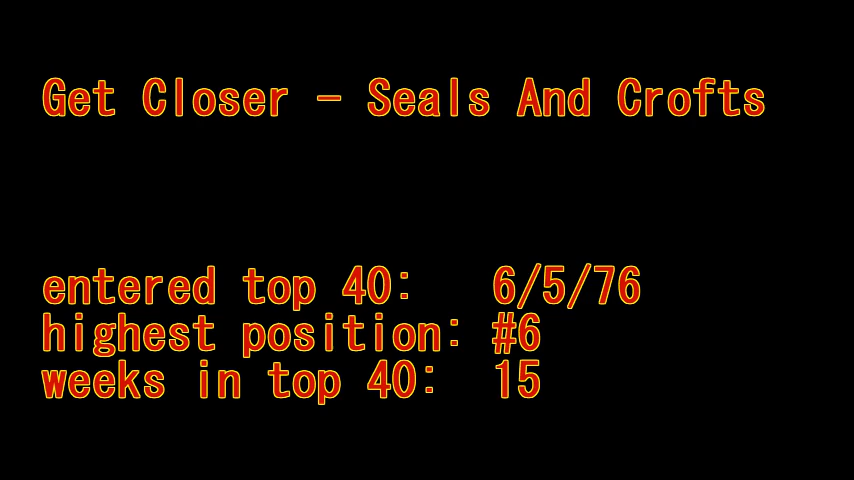 Get Closer - Seals And Crofts
entered top 40: 6/5/76
highest position: #6
weeks in top 40: 15